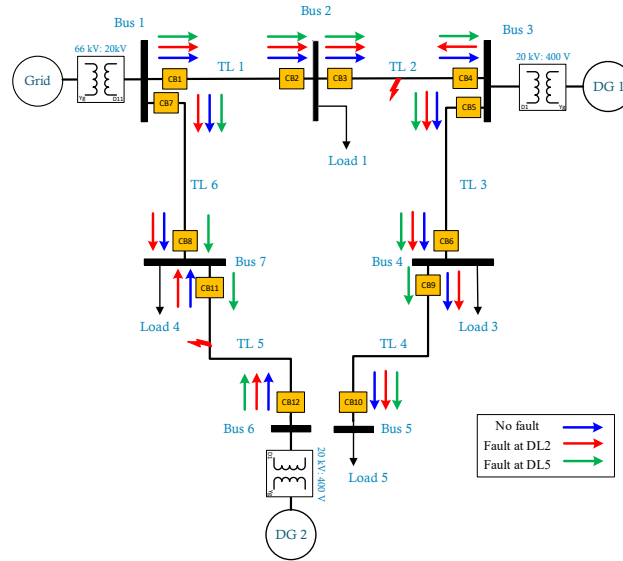 Bus 2
Bus 1
Bus 3
66 kV: 20kV
20 kV: 400 V
Grid
Yg
D11
CB1
TL 1
CB2
CB3
TL 2
CB4
D1
Yg
DG 1
CB7
CB5
Load 1
TL 6
TL 3
CB8
CB6
Bus 7
Bus 4
CB11
CB9
Load 4
Load 3
TL 5
TL 4
CB12
CB10
Bus 6
Bus 5
No fault
Fault at DL2
Fault at DL5
D1
Yg
20 kV: 400 V
Load 5
DG 2